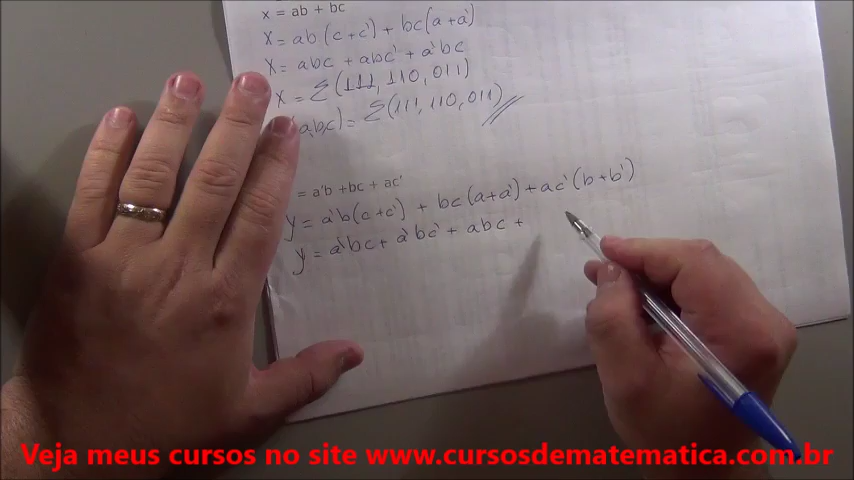 x = ab + bc
x = ab(c+c') + bc(a+a')
x = abc + abc' + a'bc
x = Σ(111, 110, 011)
(a,b,c) = Σ(111, 110, 011)
= a'b +bc + ac'
y = a'b(c+c') + bc(a+a') + ac'(b+b')
y = a'bc + a'bc' + abc +
Veja meus cursos no site www.cursosdematematica.com.br